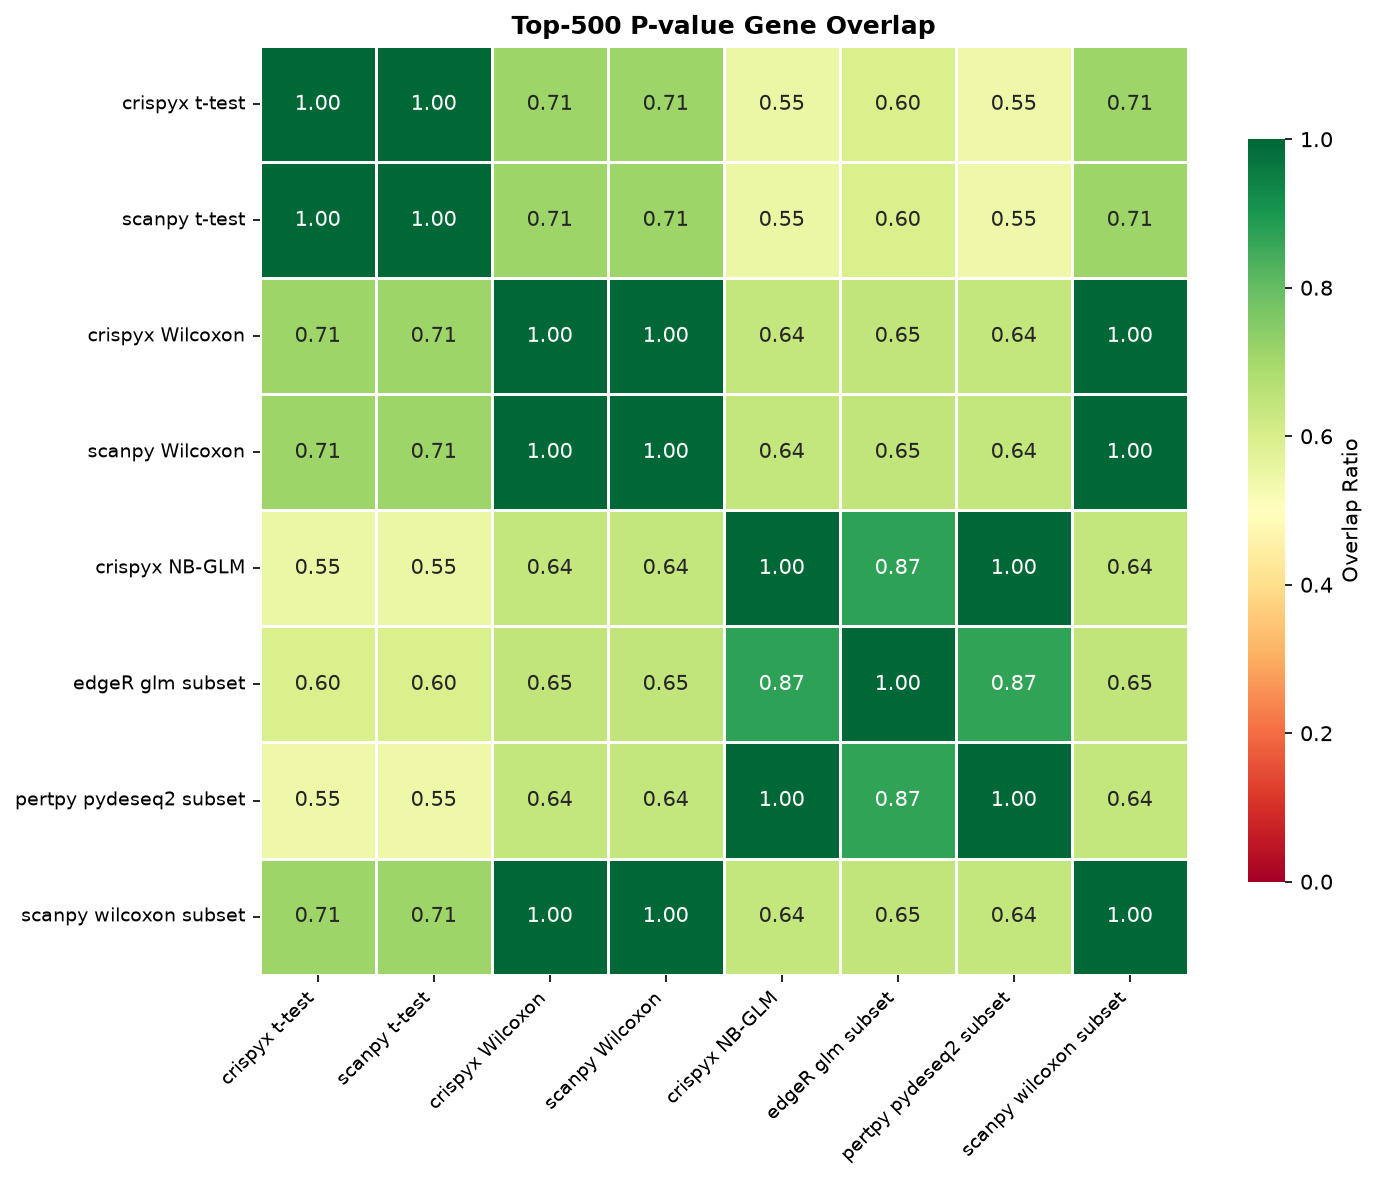 Top-500 P-value Gene Overlap
crispyx t-test 1.00 1.00 0.71 0.71 0.55 0.60 0.55 0.71
scanpy t-test 1.00 1.00 0.71 0.71 0.55 0.60 0.55 0.71
crispyx Wilcoxon 0.71 0.71 1.00 1.00 0.64 0.65 0.64 1.00
scanpy Wilcoxon 0.71 0.71 1.00 1.00 0.64 0.65 0.64 1.00
crispyx NB-GLM 0.55 0.55 0.64 0.64 1.00 0.87 1.00 0.64
edgeR glm subset 0.60 0.60 0.65 0.65 0.87 1.00 0.87 0.65
pertpy pydeseq2 subset 0.55 0.55 0.64 0.64 1.00 0.87 1.00 0.64
scanpy wilcoxon subset 0.71 0.71 1.00 1.00 0.64 0.65 0.64 1.00
crispyx t-test
scanpy t-test
crispyx Wilcoxon
scanpy Wilcoxon
crispyx NB-GLM
edgeR glm subset
pertpy pydeseq2 subset
scanpy wilcoxon subset
1.0
0.8
0.6
0.4
0.2
0.0
Overlap Ratio